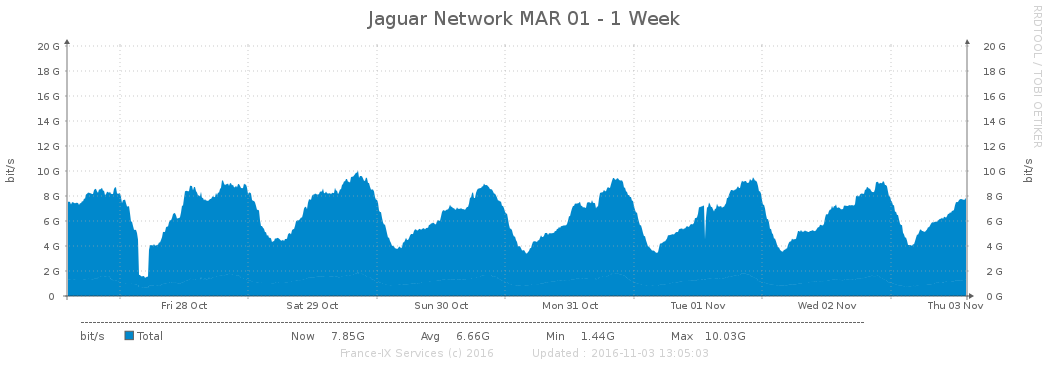 Jaguar Network MAR 01 - 1 Week
RRDTOOL / TOBI OETIKER
bit/s
bit/s
20 G 20 G
18 G 18 G
16 G 16 G
14 G 14 G
12 G 12 G
10 G 10 G
8 G 8 G
6 G 6 G
4 G 4 G
2 G 2 G
0 0 G
Fri 28 Oct Sat 29 Oct Sun 30 Oct Mon 31 Oct Tue 01 Nov Wed 02 Nov Thu 03 Nov
bit/s Total Now 7.85G Avg 6.66G Min 1.44G Max 10.03G
France-IX Services (c) 2016 Updated : 2016-11-03 13:05:03